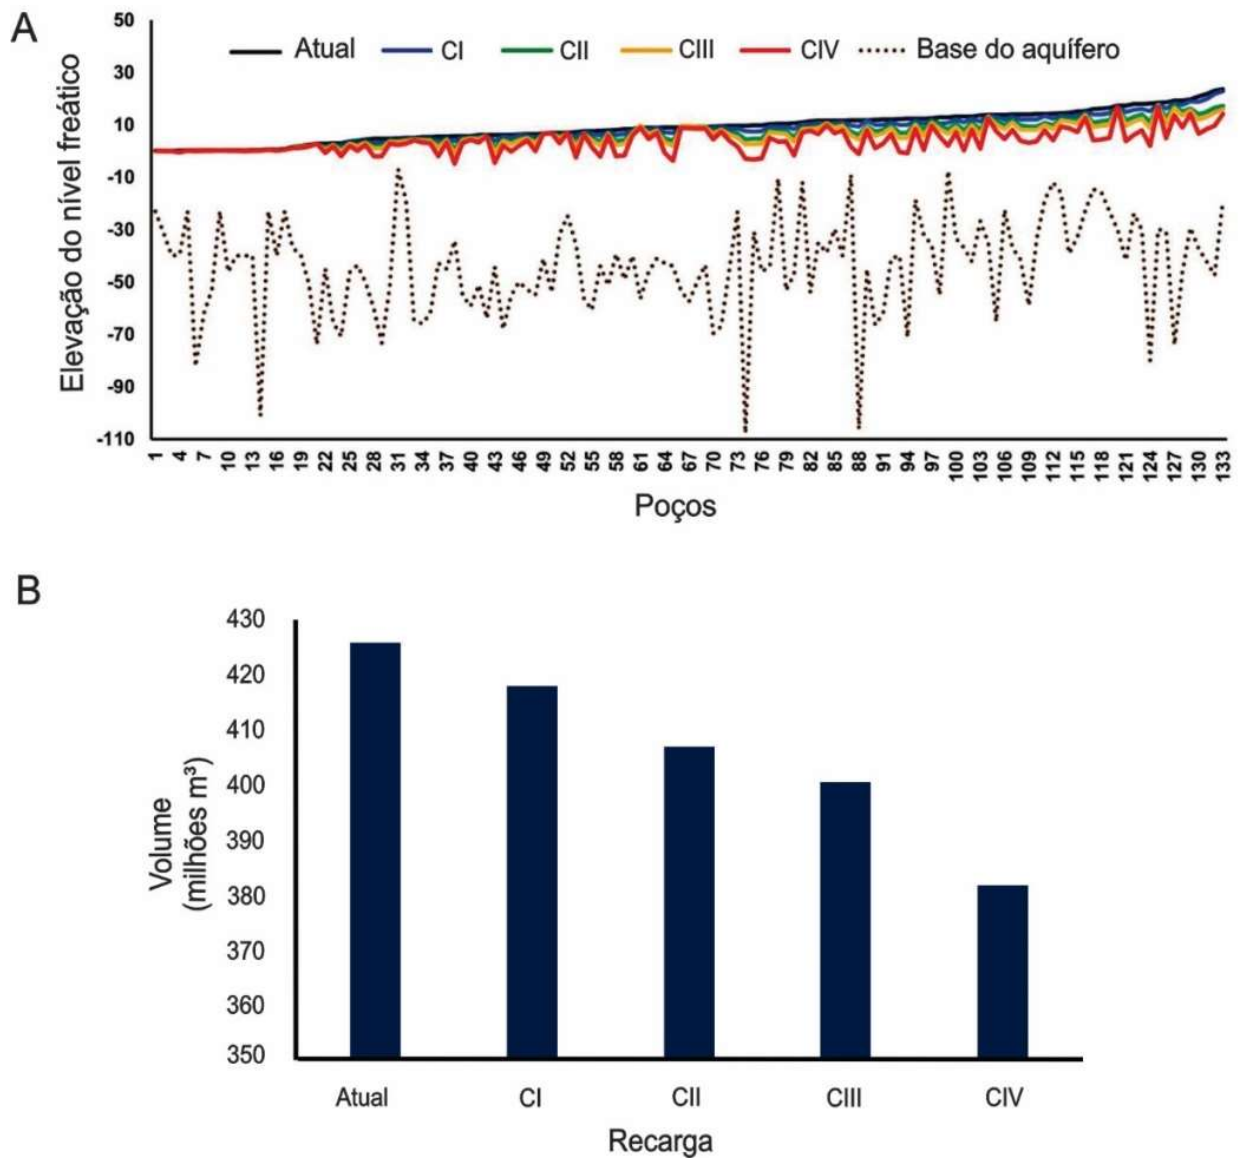 A
Elevação do nível freático
50
30
10
-10
-30
-50
-70
-90
-110
Atual CI CII CIII CIV Base do aquífero
1 4 7 10 13 16 19 22 25 28 31 34 37 40 43 46 49 52 55 58 61 64 67 70 73 76 79 82 85 88 91 94 97 100 103 106 109 112 115 118 121 124 127 130 133
Poços
B
Volume
(milhões m³)
430
420
410
400
390
380
370
360
350
Atual CI CII CIII CIV
Recarga